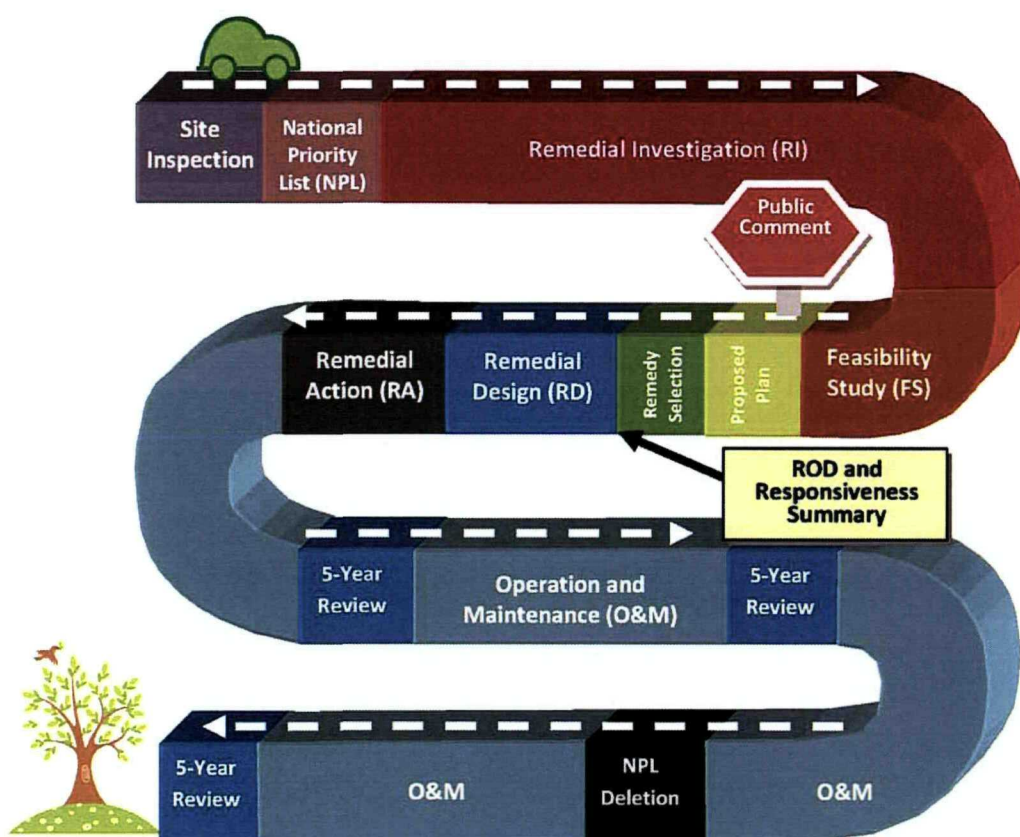 Site
Inspection
National
Priority
List (NPL)
Remedial Investigation (RI)
Public
Comment
Feasibility
Study (FS)
Proposed
Plan
Remedy
Selection
Remedial
Design (RD)
Remedial
Action (RA)
ROD and
Responsiveness
Summary
5-Year
Review
Operation and
Maintenance (O&M)
5-Year
Review
O&M
NPL
Deletion
O&M
5-Year
Review